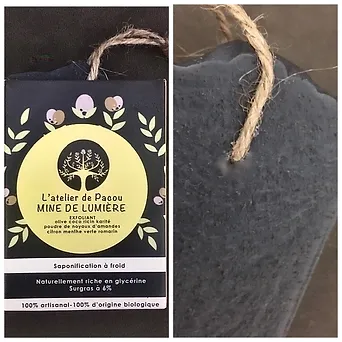 L'atelier de Pacou
MINE DE LUMIÈRE
EXFOLIANT
olive coco ricin karité
poudre de noyaux d'amandes
citron menthe verte romarin
Saponification à froid
Naturellement riche en glycérine
Surgras à 6%
100% artisanal-100% d'origine biologique